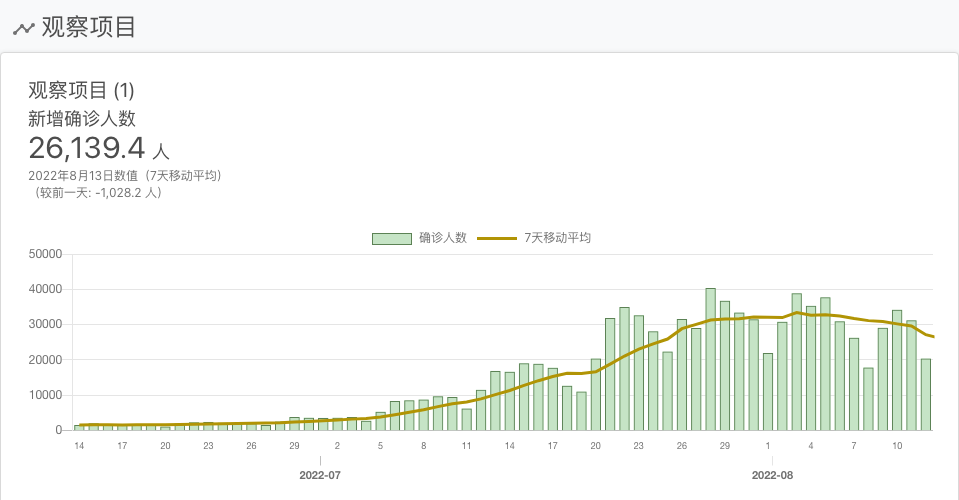 观察项目
观察项目 (1)
新增确诊人数
26,139.4 人
2022年8月13日数值（7天移动平均）
（较前一天: -1,028.2 人）
确诊人数 7天移动平均
50000
40000
30000
20000
10000
0
14 17 20 23 26 29 2 5 8 11 14 17 20 23 26 29 1 4 7 10
2022-07 2022-08